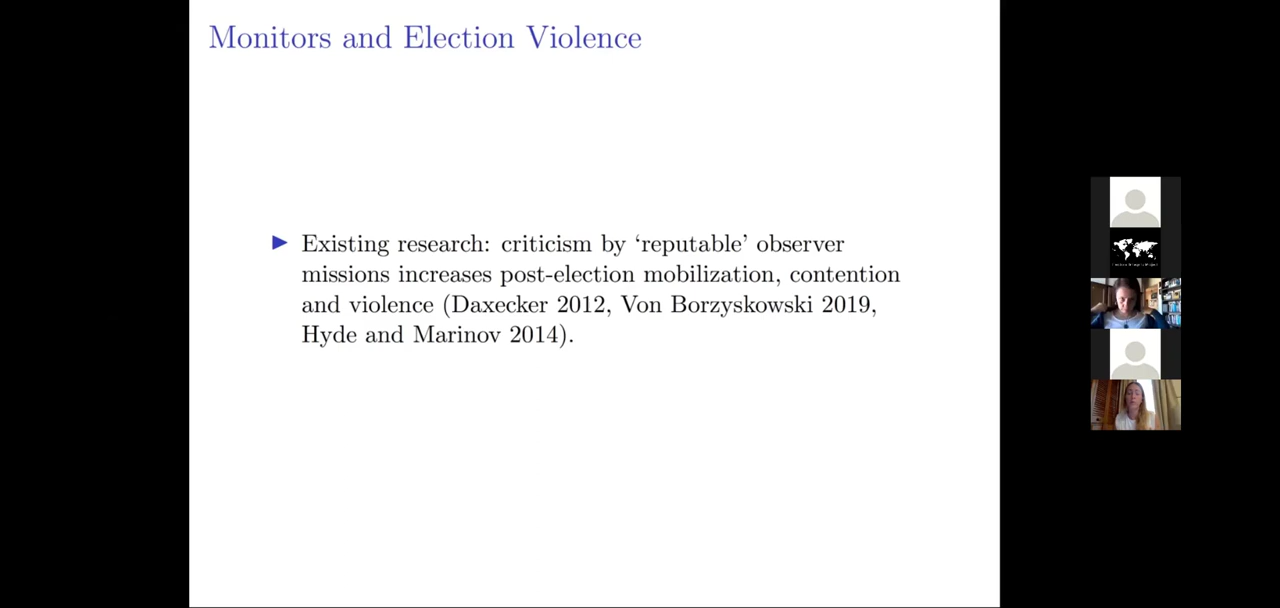 Monitors and Election Violence
▶ Existing research: criticism by ‘reputable’ observer
missions increases post-election mobilization, contention
and violence (Daxecker 2012, Von Borzyskowski 2019,
Hyde and Marinov 2014).